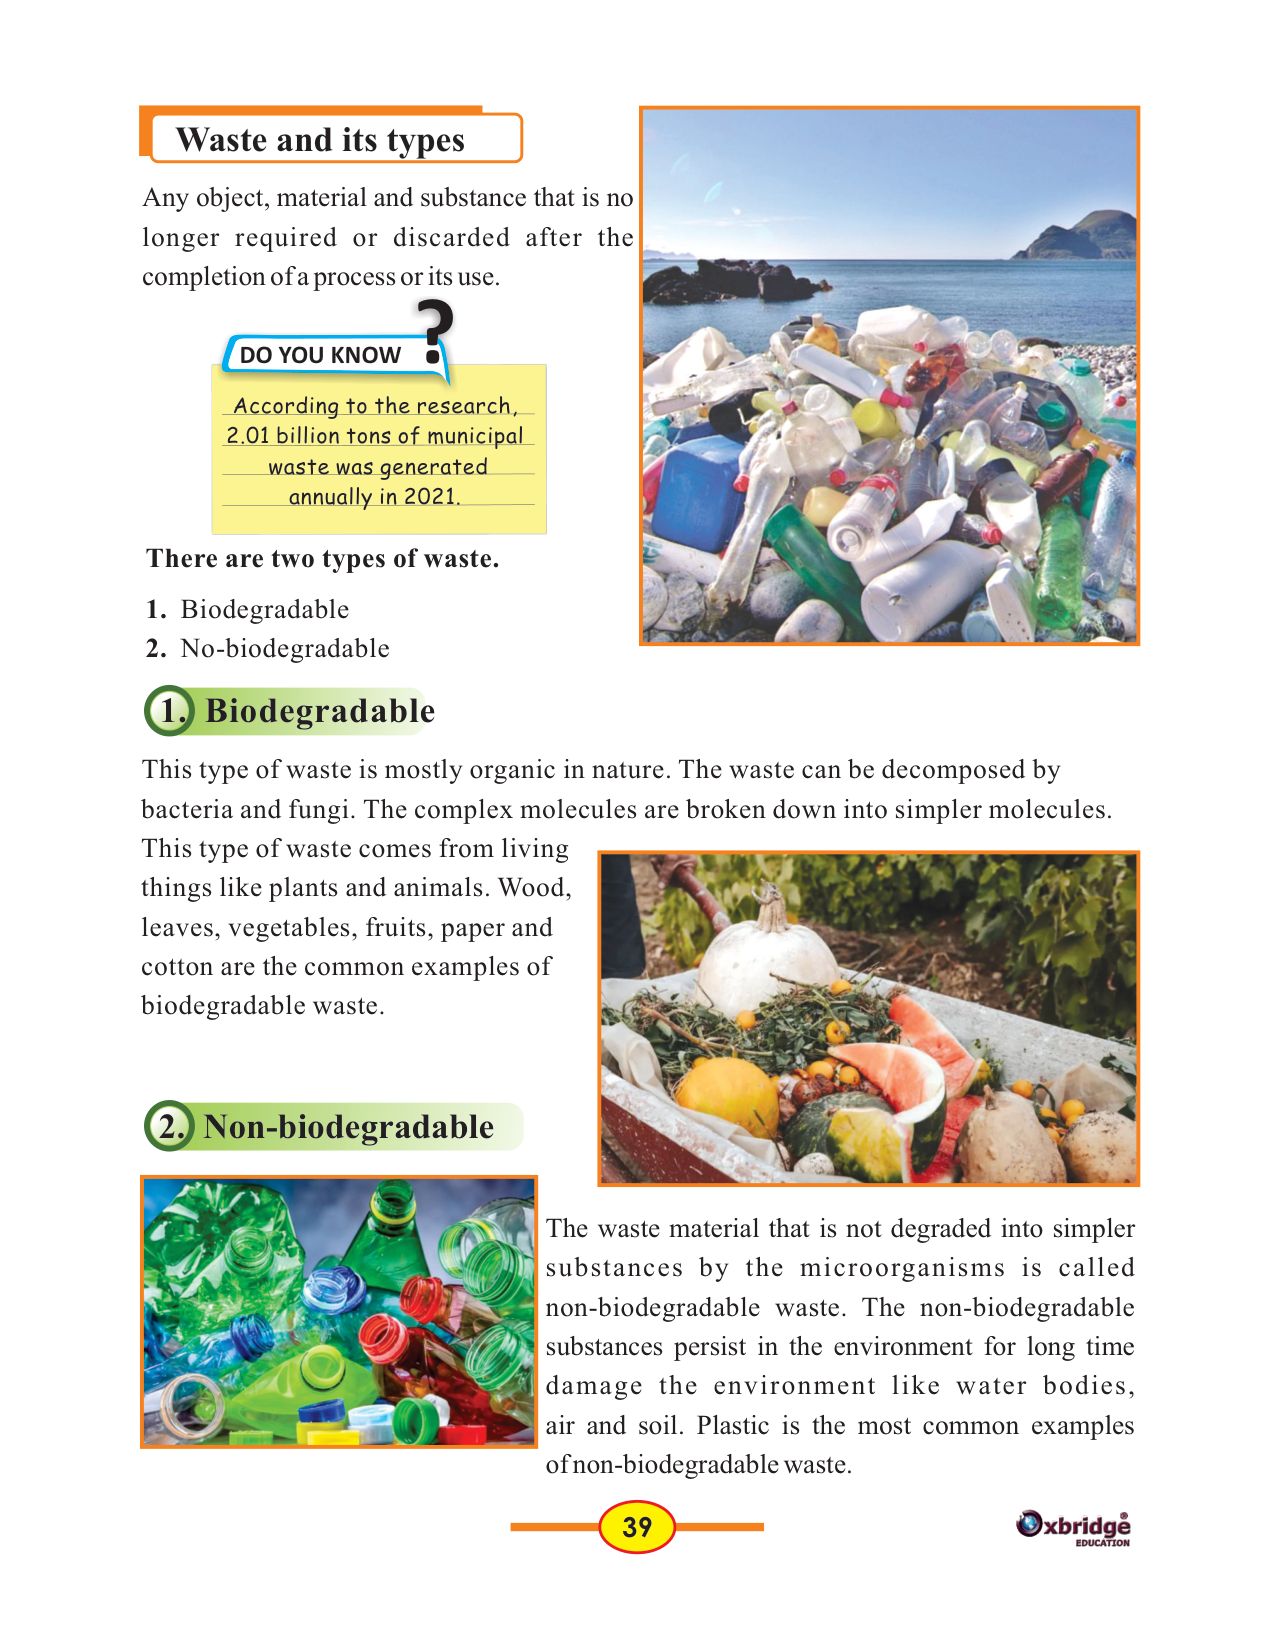 Waste and its types
Any object, material and substance that is no
longer required or discarded after the
completion of a process or its use.
?
DO YOU KNOW
According to the research,
2.01 billion tons of municipal
waste was generated
annually in 2021.
There are two types of waste.
1. Biodegradable
2. No-biodegradable
1. Biodegradable
This type of waste is mostly organic in nature. The waste can be decomposed by
bacteria and fungi. The complex molecules are broken down into simpler molecules.
This type of waste comes from living
things like plants and animals. Wood,
leaves, vegetables, fruits, paper and
cotton are the common examples of
biodegradable waste.
2. Non-biodegradable
The waste material that is not degraded into simpler
substances by the microorganisms is called
non-biodegradable waste. The non-biodegradable
substances persist in the environment for long time
damage the environment like water bodies,
air and soil. Plastic is the most common examples
of non-biodegradable waste.
39
Oxbridge®
EDUCATION